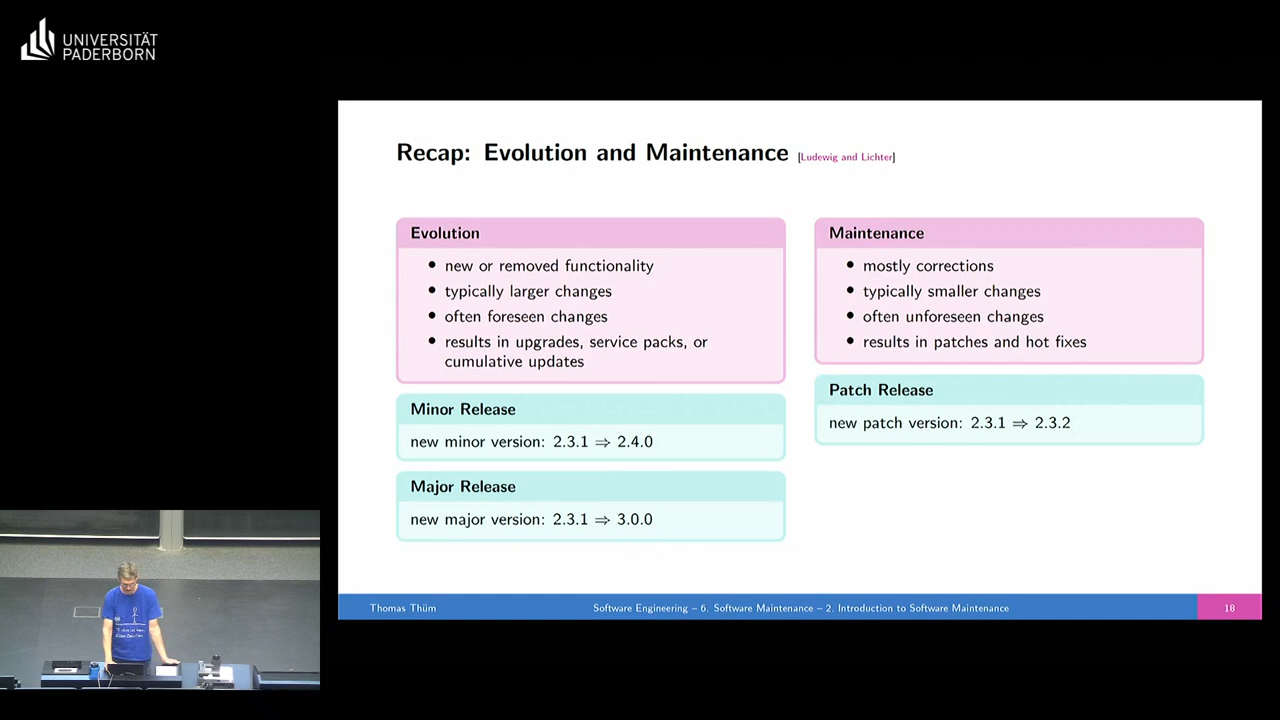 UNIVERSITÄT
PADERBORN
Recap: Evolution and Maintenance [Ludewig and Lichter]
Evolution
• new or removed functionality
• typically larger changes
• often foreseen changes
• results in upgrades, service packs, or
cumulative updates
Minor Release
new minor version: 2.3.1 ⇒ 2.4.0
Major Release
new major version: 2.3.1 ⇒ 3.0.0
Maintenance
• mostly corrections
• typically smaller changes
• often unforeseen changes
• results in patches and hot fixes
Patch Release
new patch version: 2.3.1 ⇒ 2.3.2
Thomas Thüm
Software Engineering – 6. Software Maintenance – 2. Introduction to Software Maintenance
18